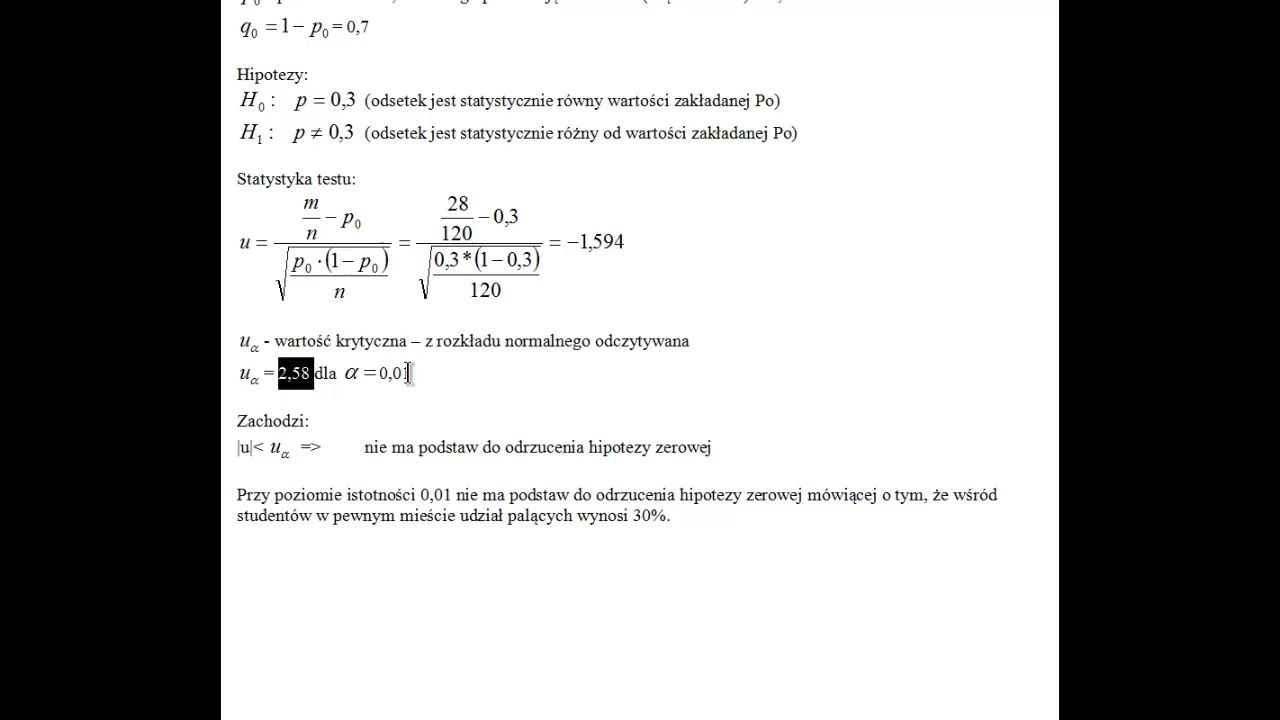 q₀ = 1 − p₀ = 0,7
Hipotezy:
H₀ : p = 0,3 (odsetek jest statystycznie równy wartości zakładanej Po)
H₁ : p ≠ 0,3 (odsetek jest statystycznie różny od wartości zakładanej Po)
Statystyka testu:
u = (m/n − p₀) / √(p₀ · (1 − p₀) / n) = (28/120 − 0,3) / √(0,3 * (1 − 0,3) / 120) = −1,594
u_α - wartość krytyczna – z rozkładu normalnego odczytywana
u_α = 2,58 dla α = 0,01
Zachodzi:
|u| < u_α => nie ma podstaw do odrzucenia hipotezy zerowej
Przy poziomie istotności 0,01 nie ma podstaw do odrzucenia hipotezy zerowej mówiącej o tym, że wśród
studentów w pewnym mieście udział palących wynosi 30%.